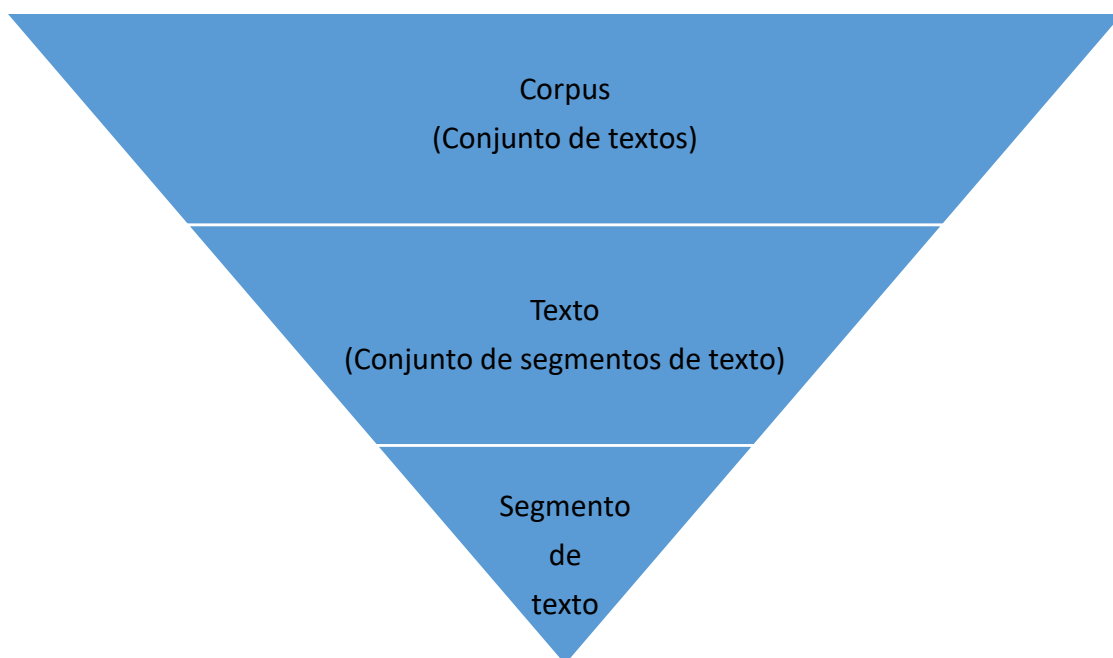 Corpus
(Conjunto de textos)
Texto
(Conjunto de segmentos de texto)
Segmento
de
texto